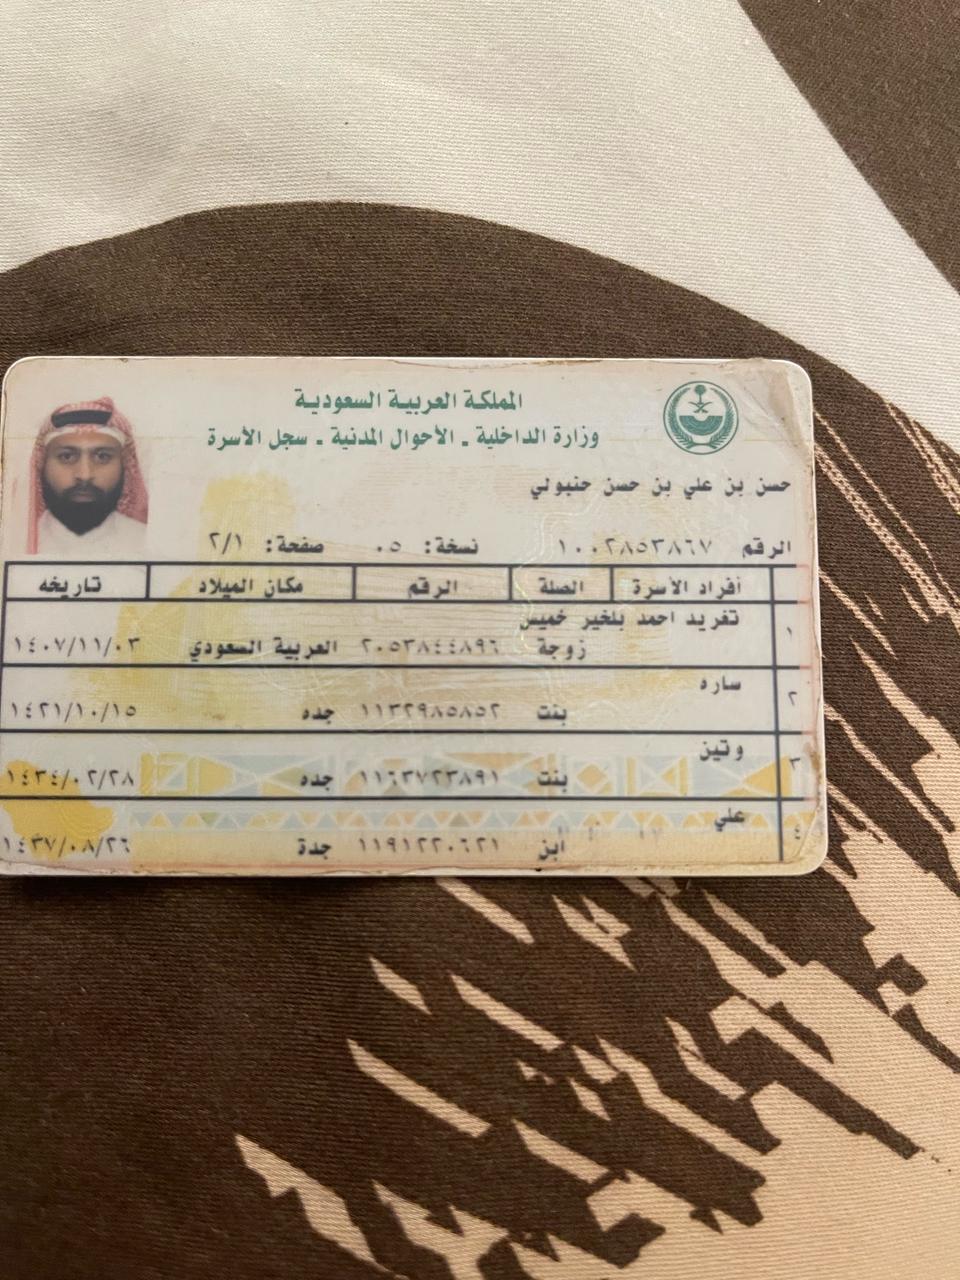 المملكة العربية السعودية
وزارة الداخلية ـ الأحوال المدنية ـ سجل الأسرة
حسن بن علي بن حسن حنبولي
الرقم ١٠٠٢٨٥٣٨٦٧ نسخة: ٠٥ صفحة: ٢/١
أفراد الأسرة الصلة الرقم مكان الميلاد تاريخه
١ تغريد احمد بلخير خميس
زوجة ٢٠٥٣٨٤٤٨٩٦ العربية السعودي ١٤٠٧/١١/٠٣
٢ ساره
بنت ١١٣٢٩٨٥٨٥٢ جده ١٤٢١/١٠/١٥
٣ وتين
بنت ١١٦٣٧٢٣٨٩١ جده ١٤٣٤/٠٢/٢٨
٤ علي
ابن ١١٩١٢٢٠٦٢١ جدة ١٤٣٧/٠٨/٢٦